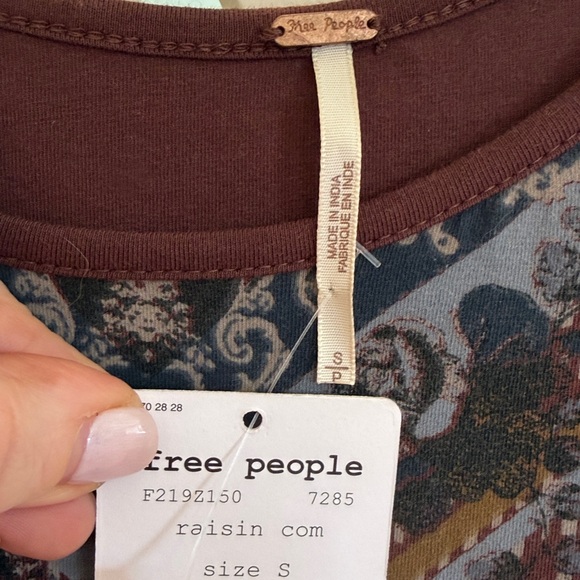 Free People
MADE IN INDIA
FABRIQUE EN INDE
S
P
70 28 28
free people
F219Z150 7285
raisin com
size S